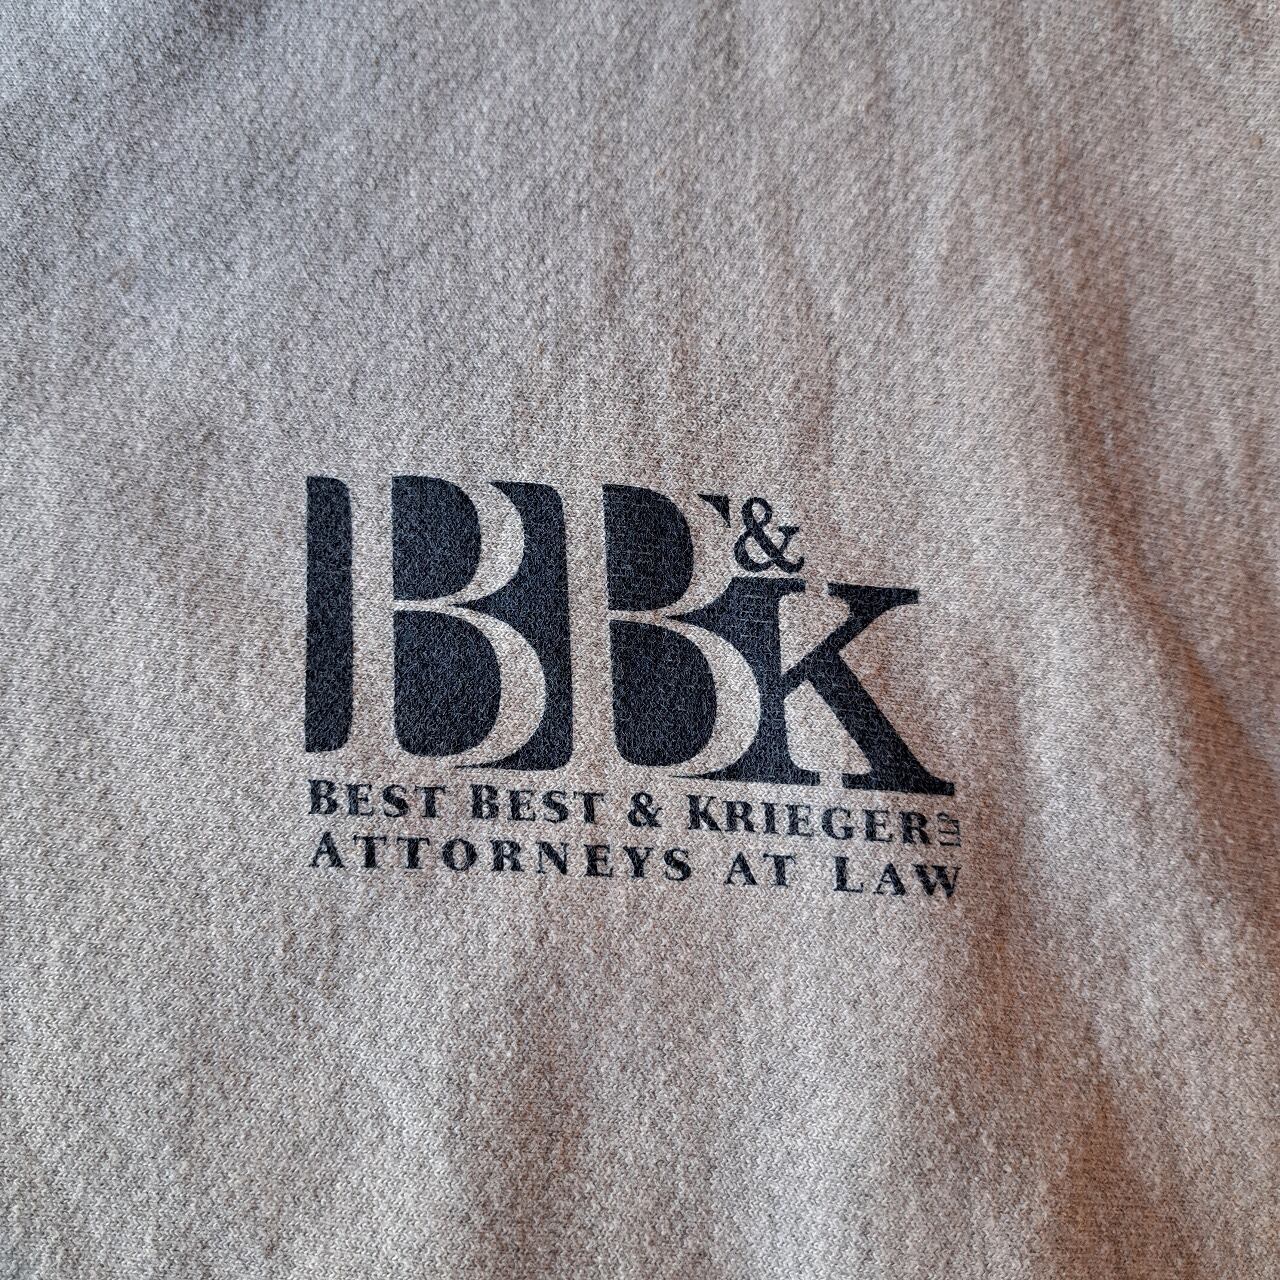 BB&K
BEST BEST & KRIEGER LLP
ATTORNEYS AT LAW